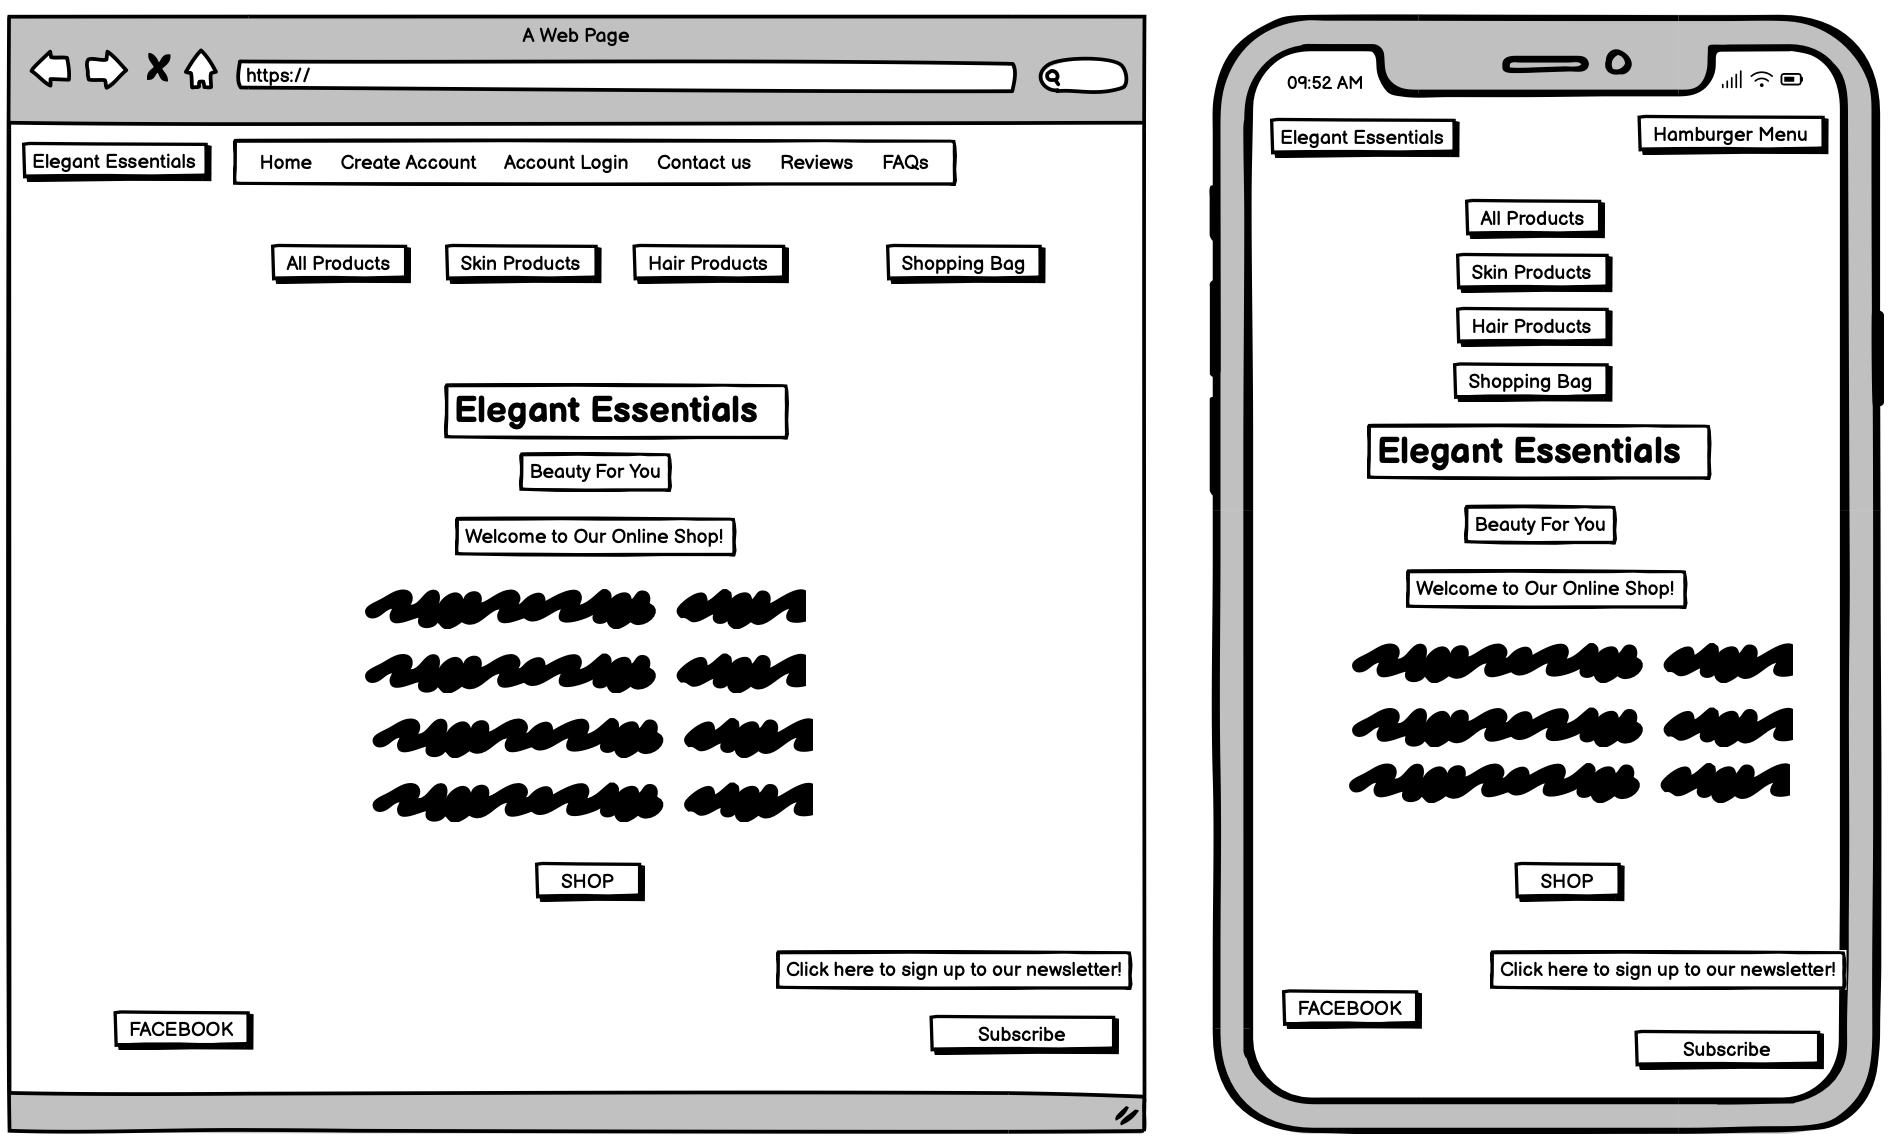 A Web Page
https://
Elegant Essentials
Home Create Account Account Login Contact us Reviews FAQs
All Products Skin Products Hair Products Shopping Bag
Elegant Essentials
Beauty For You
Welcome to Our Online Shop!
SHOP
Click here to sign up to our newsletter!
FACEBOOK
Subscribe
09:52 AM
Elegant Essentials
Hamburger Menu
All Products
Skin Products
Hair Products
Shopping Bag
Elegant Essentials
Beauty For You
Welcome to Our Online Shop!
SHOP
Click here to sign up to our newsletter!
FACEBOOK
Subscribe